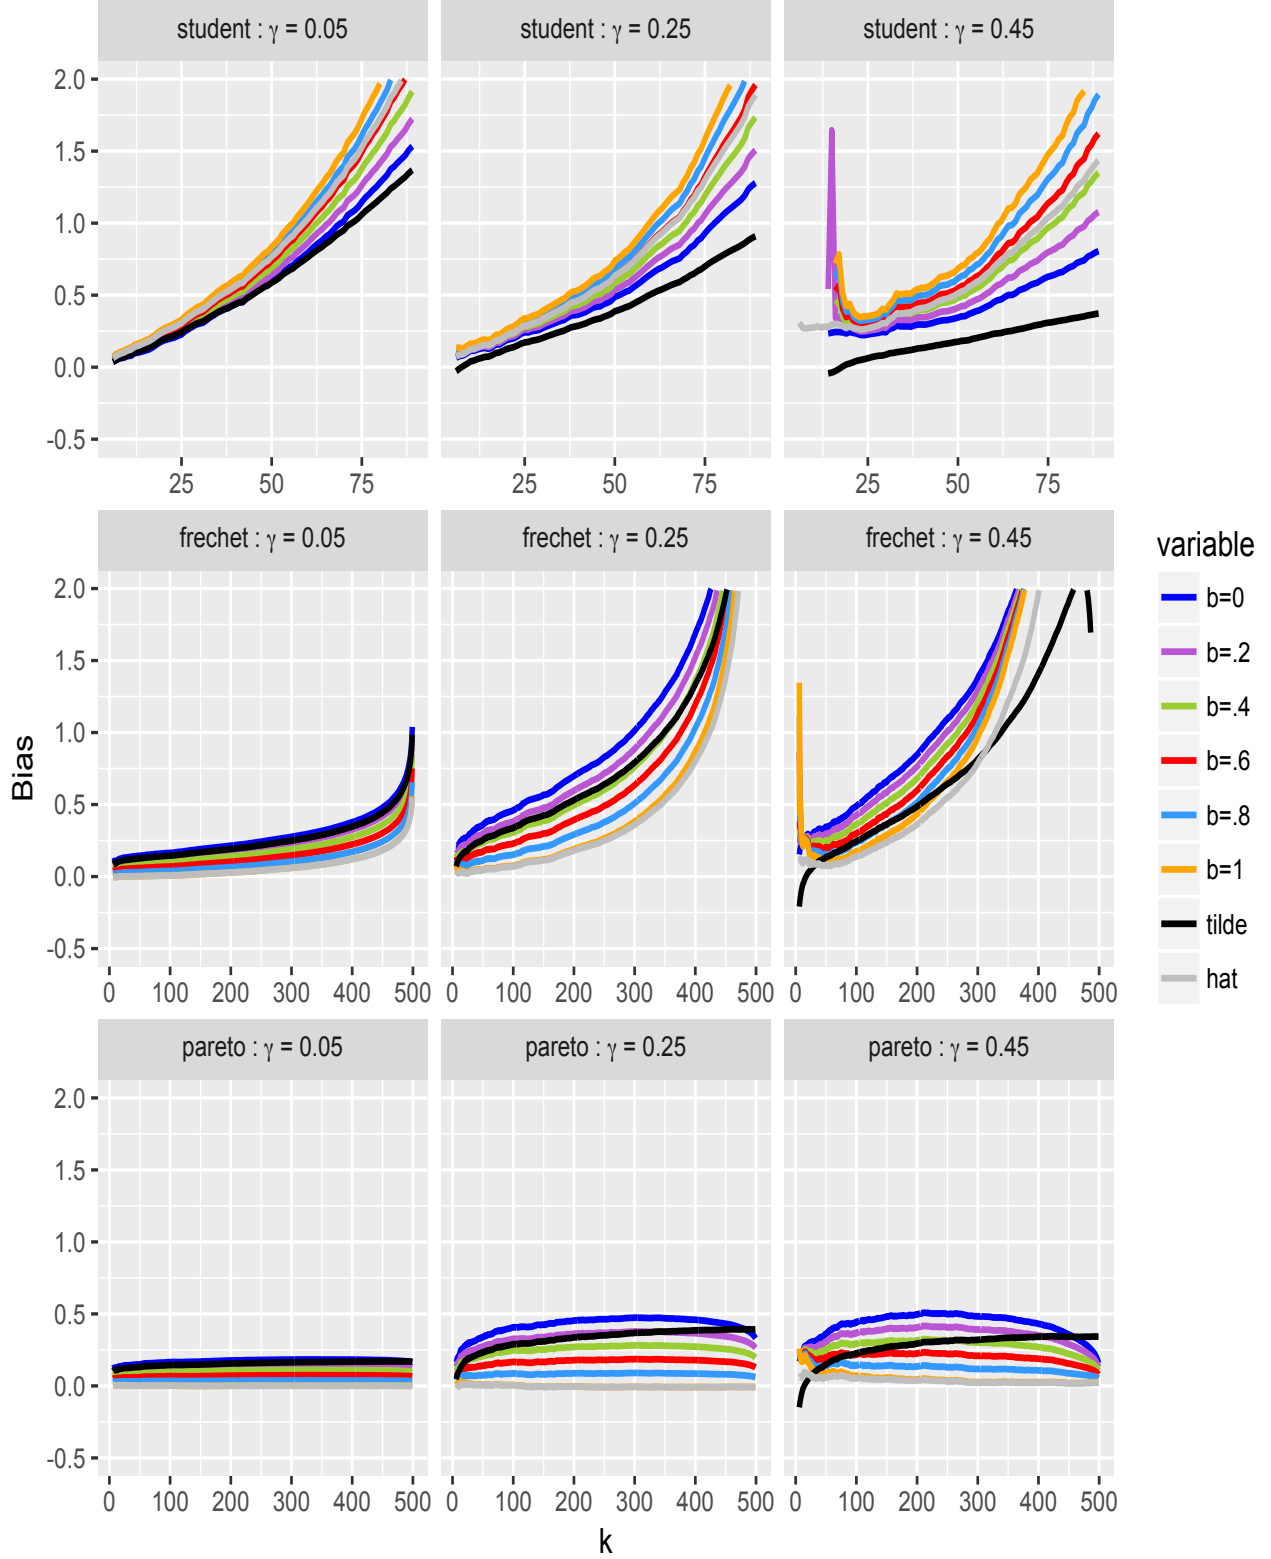 student : γ = 0.05 student : γ = 0.25 student : γ = 0.45
2.0
1.5
1.0
0.5
0.0
-0.5
25 50 75 25 50 75 25 50 75
frechet : γ = 0.05 frechet : γ = 0.25 frechet : γ = 0.45
2.0
1.5
1.0
0.5
0.0
-0.5
0 100 200 300 400 500 0 100 200 300 400 500 0 100 200 300 400 500
pareto : γ = 0.05 pareto : γ = 0.25 pareto : γ = 0.45
2.0
1.5
1.0
0.5
0.0
-0.5
0 100 200 300 400 500 0 100 200 300 400 500 0 100 200 300 400 500
k
Bias
variable
b=0
b=.2
b=.4
b=.6
b=.8
b=1
tilde
hat